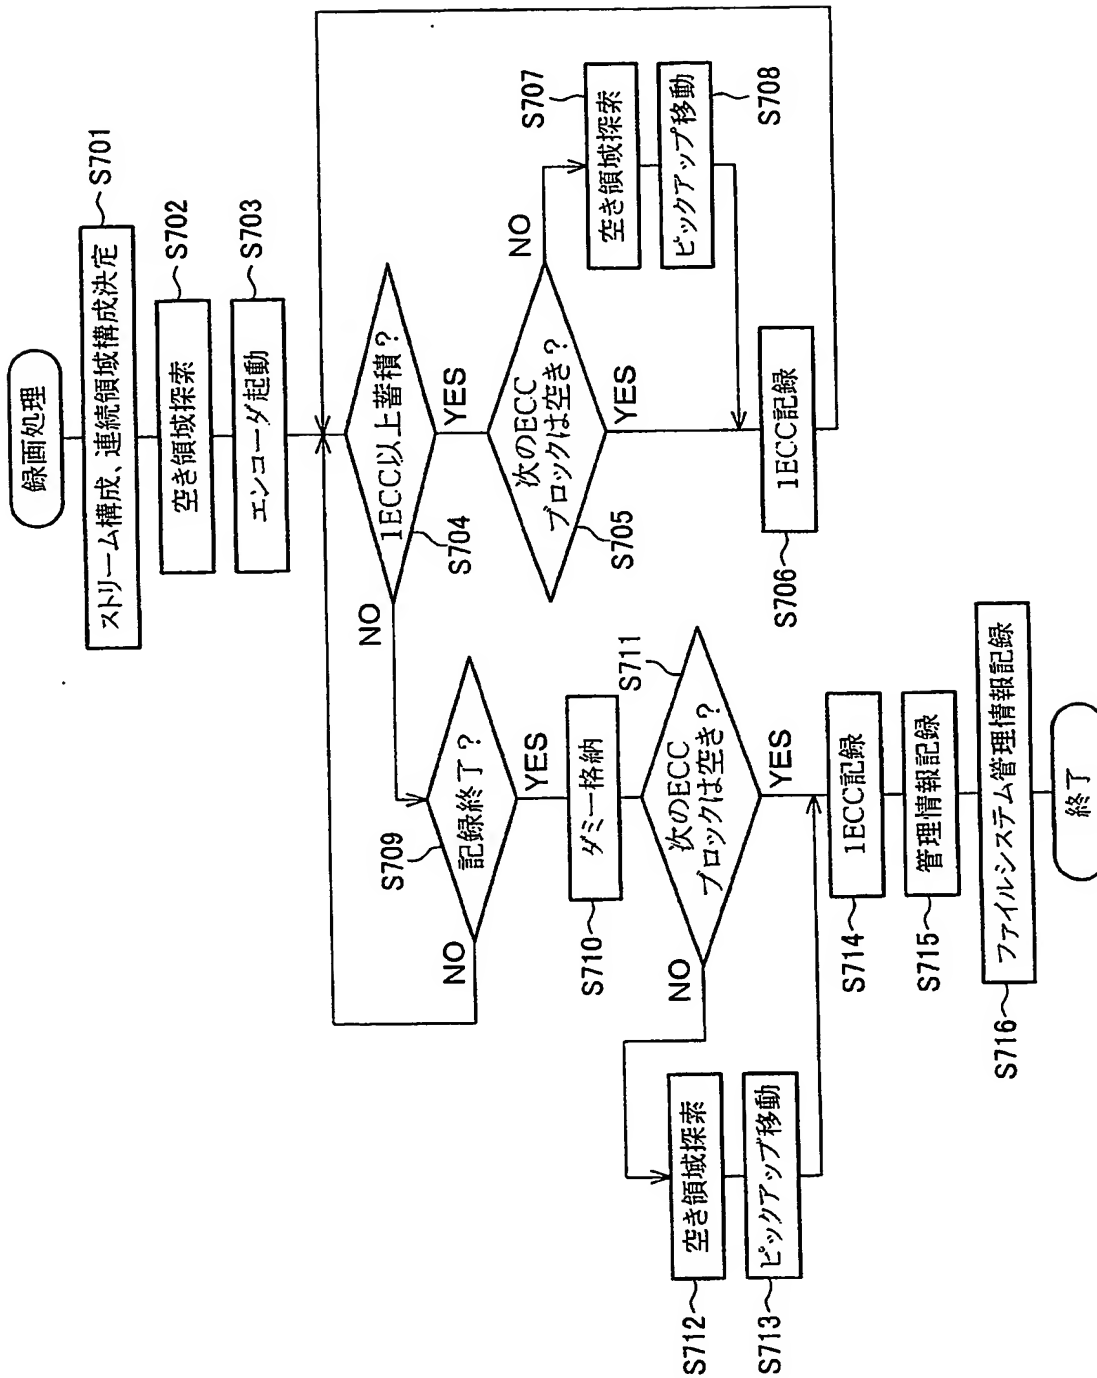 録画処理
ストリーム構成、連続領域構成決定
S701
空き領域探索
S702
エンコーダ起動
S703
1ECC以上蓄積?
S704
YES
NO
次のECC
ブロックは空き?
S705
YES
NO
空き領域探索
S707
ピックアップ移動
S708
1ECC記録
S706
記録終了?
S709
NO
YES
ダミー格納
S710
次のECC
ブロックは空き?
S711
NO
YES
空き領域探索
S712
ピックアップ移動
S713
1ECC記録
S714
管理情報記録
S715
ファイルシステム管理情報記録
S716
終了